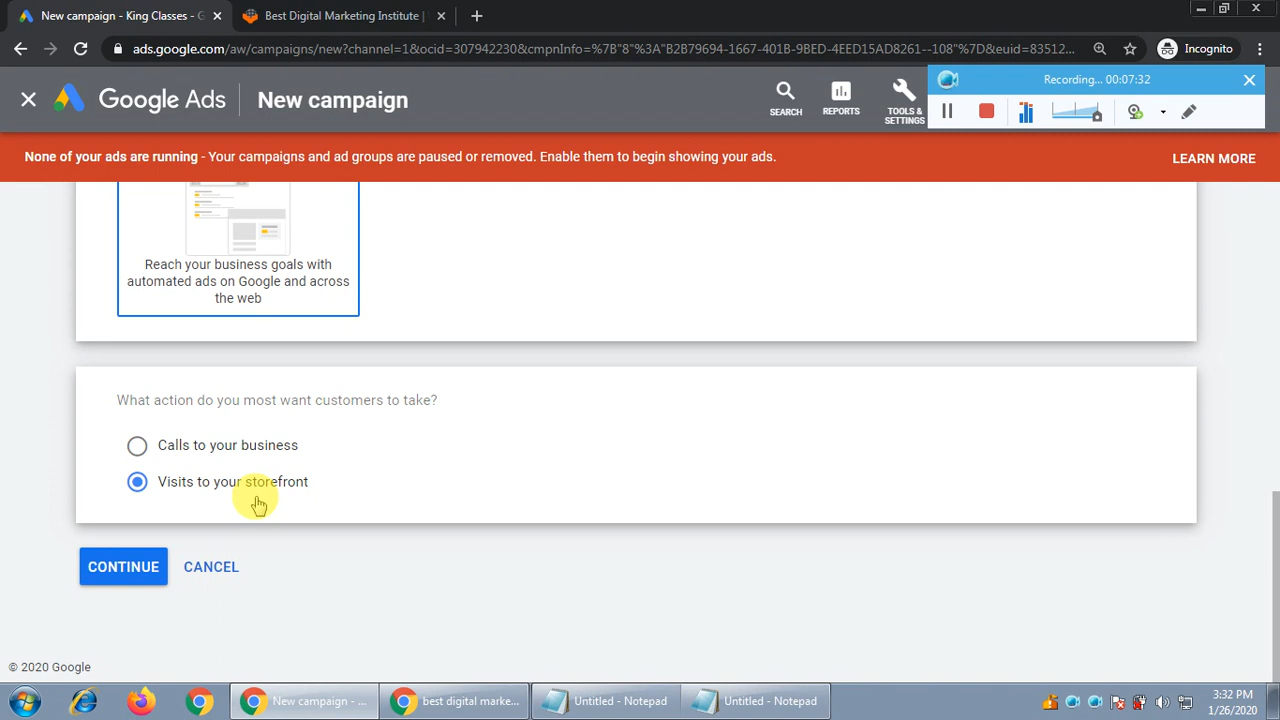 New campaign - King Classes - G
Best Digital Marketing Institute |
ads.google.com/aw/campaigns/new?channel=1&ocid=307942230&cmpnInfo=%7B"8"%3A"B2B79694-1667-401B-9BED-4EED15AD8261--108"%7D&euid=83512...
Incognito
Recording... 00:07:32
Google Ads
New campaign
SEARCH
REPORTS
TOOLS &
SETTINGS
None of your ads are running - Your campaigns and ad groups are paused or removed. Enable them to begin showing your ads.
LEARN MORE
Reach your business goals with
automated ads on Google and across
the web
What action do you most want customers to take?
Calls to your business
Visits to your storefront
CONTINUE
CANCEL
© 2020 Google
New campaign - ...
best digital marke...
Untitled - Notepad
Untitled - Notepad
3:32 PM
1/26/2020